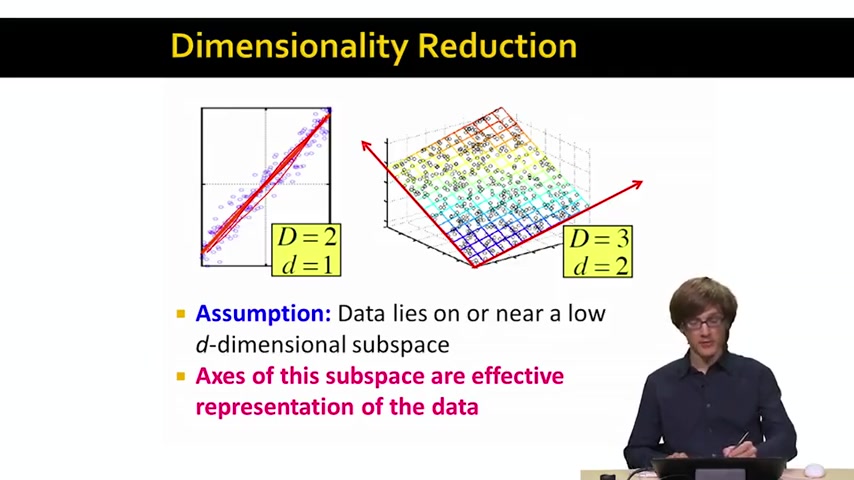 Dimensionality Reduction
D = 2
d = 1
D = 3
d = 2
Assumption: Data lies on or near a low
d-dimensional subspace
Axes of this subspace are effective
representation of the data